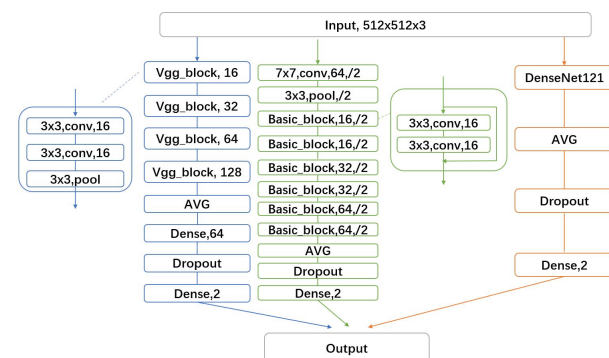 Input, 512x512x3
Vgg_block, 16
Vgg_block, 32
Vgg_block, 64
Vgg_block, 128
AVG
Dense,64
Dropout
Dense,2
3x3,conv,16
3x3,conv,16
3x3,pool
7x7,conv,64,/2
3x3,pool,/2
Basic_block,16,/2
Basic_block,16,/2
Basic_block,32,/2
Basic_block,32,/2
Basic_block,64,/2
Basic_block,64,/2
AVG
Dropout
Dense,2
3x3,conv,16
3x3,conv,16
DenseNet121
AVG
Dropout
Dense,2
Output